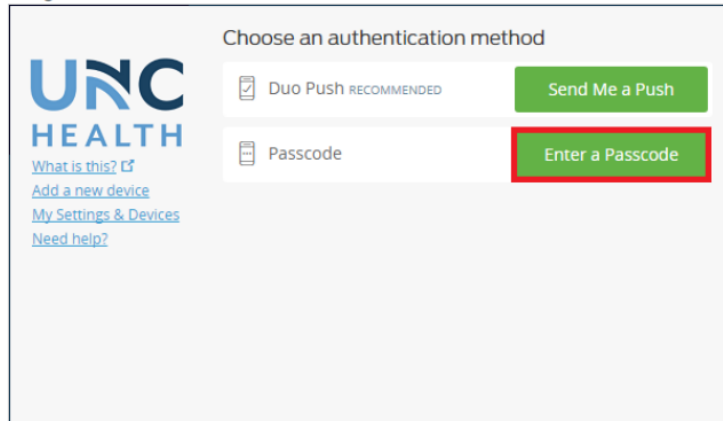 Choose an authentication method
UNC
HEALTH
What is this?
Add a new device
My Settings & Devices
Need help?
Duo Push RECOMMENDED
Send Me a Push
Passcode
Enter a Passcode